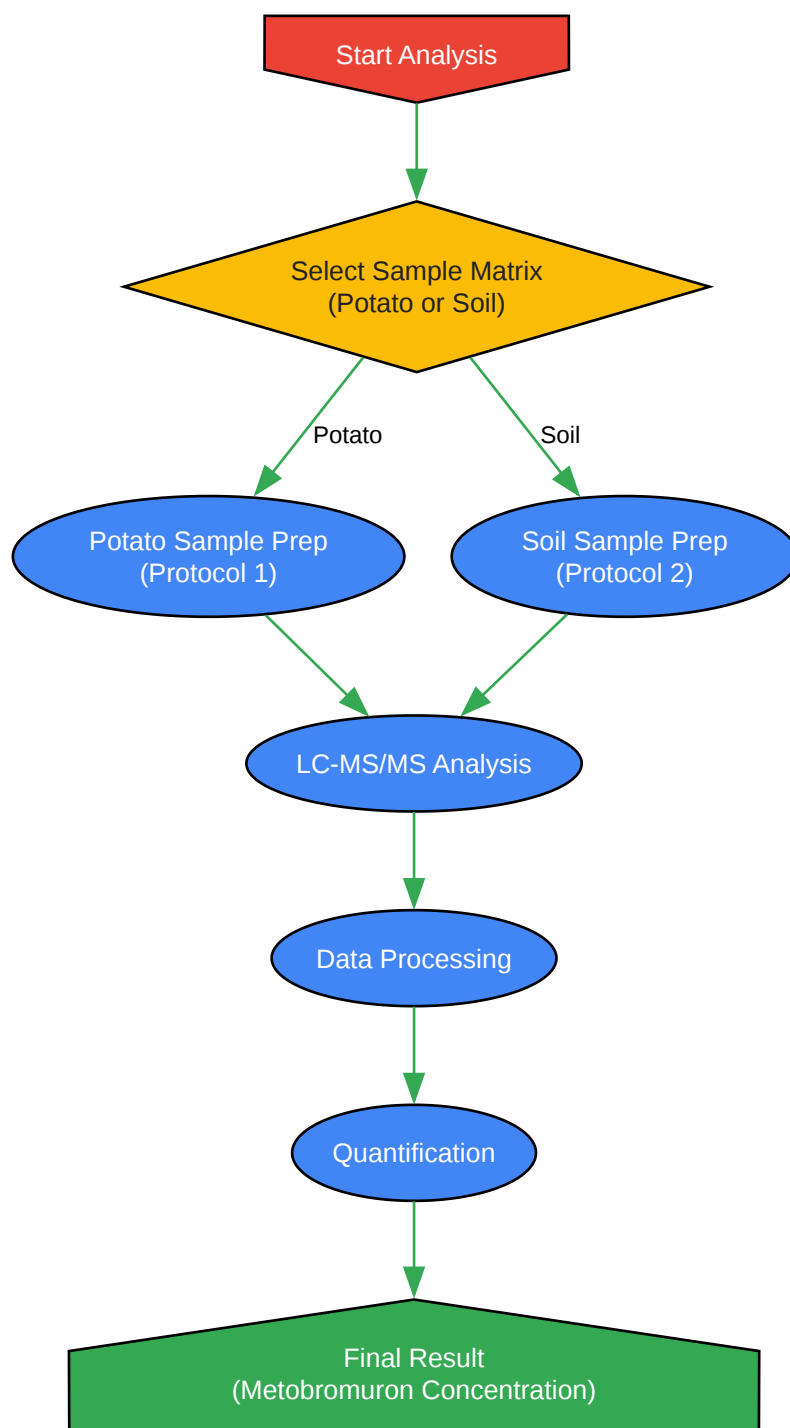 Start Analysis
Select Sample Matrix
(Potato or Soil)
Potato
Soil
Potato Sample Prep
(Protocol 1)
Soil Sample Prep
(Protocol 2)
LC-MS/MS Analysis
Data Processing
Quantification
Final Result
(Metobromuron Concentration)